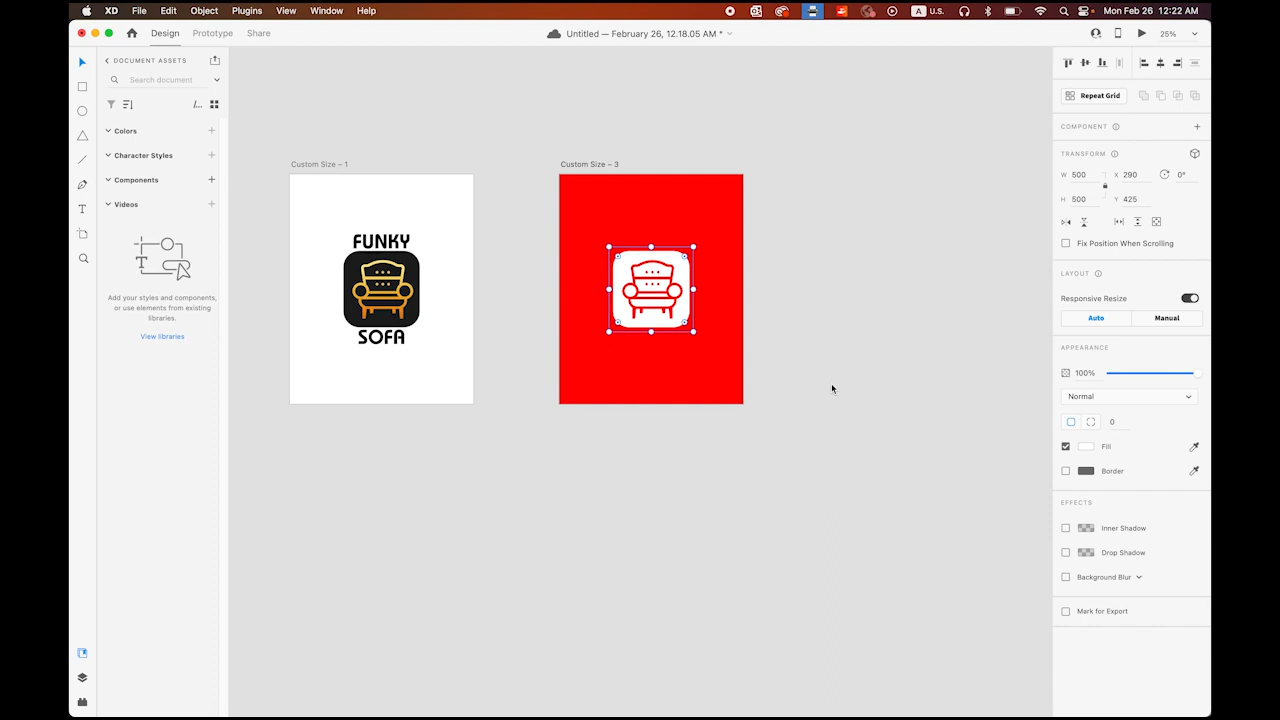 XD File Edit Object Plugins View Window Help
A U.S. Mon Feb 26 12:22 AM
Design Prototype Share
Untitled — February 26, 12.18.05 AM *
25%
DOCUMENT ASSETS
Search document
/...
Colors
Character Styles
Components
Videos
T
Add your styles and components,
or use elements from existing
libraries.
View libraries
Custom Size – 1
FUNKY
SOFA
Custom Size – 3
Repeat Grid
COMPONENT
TRANSFORM
W 500 X 290 0°
H 500 Y 425
Fix Position When Scrolling
LAYOUT
Responsive Resize
Auto Manual
APPEARANCE
100%
Normal
0
Fill
Border
EFFECTS
Inner Shadow
Drop Shadow
Background Blur
Mark for Export